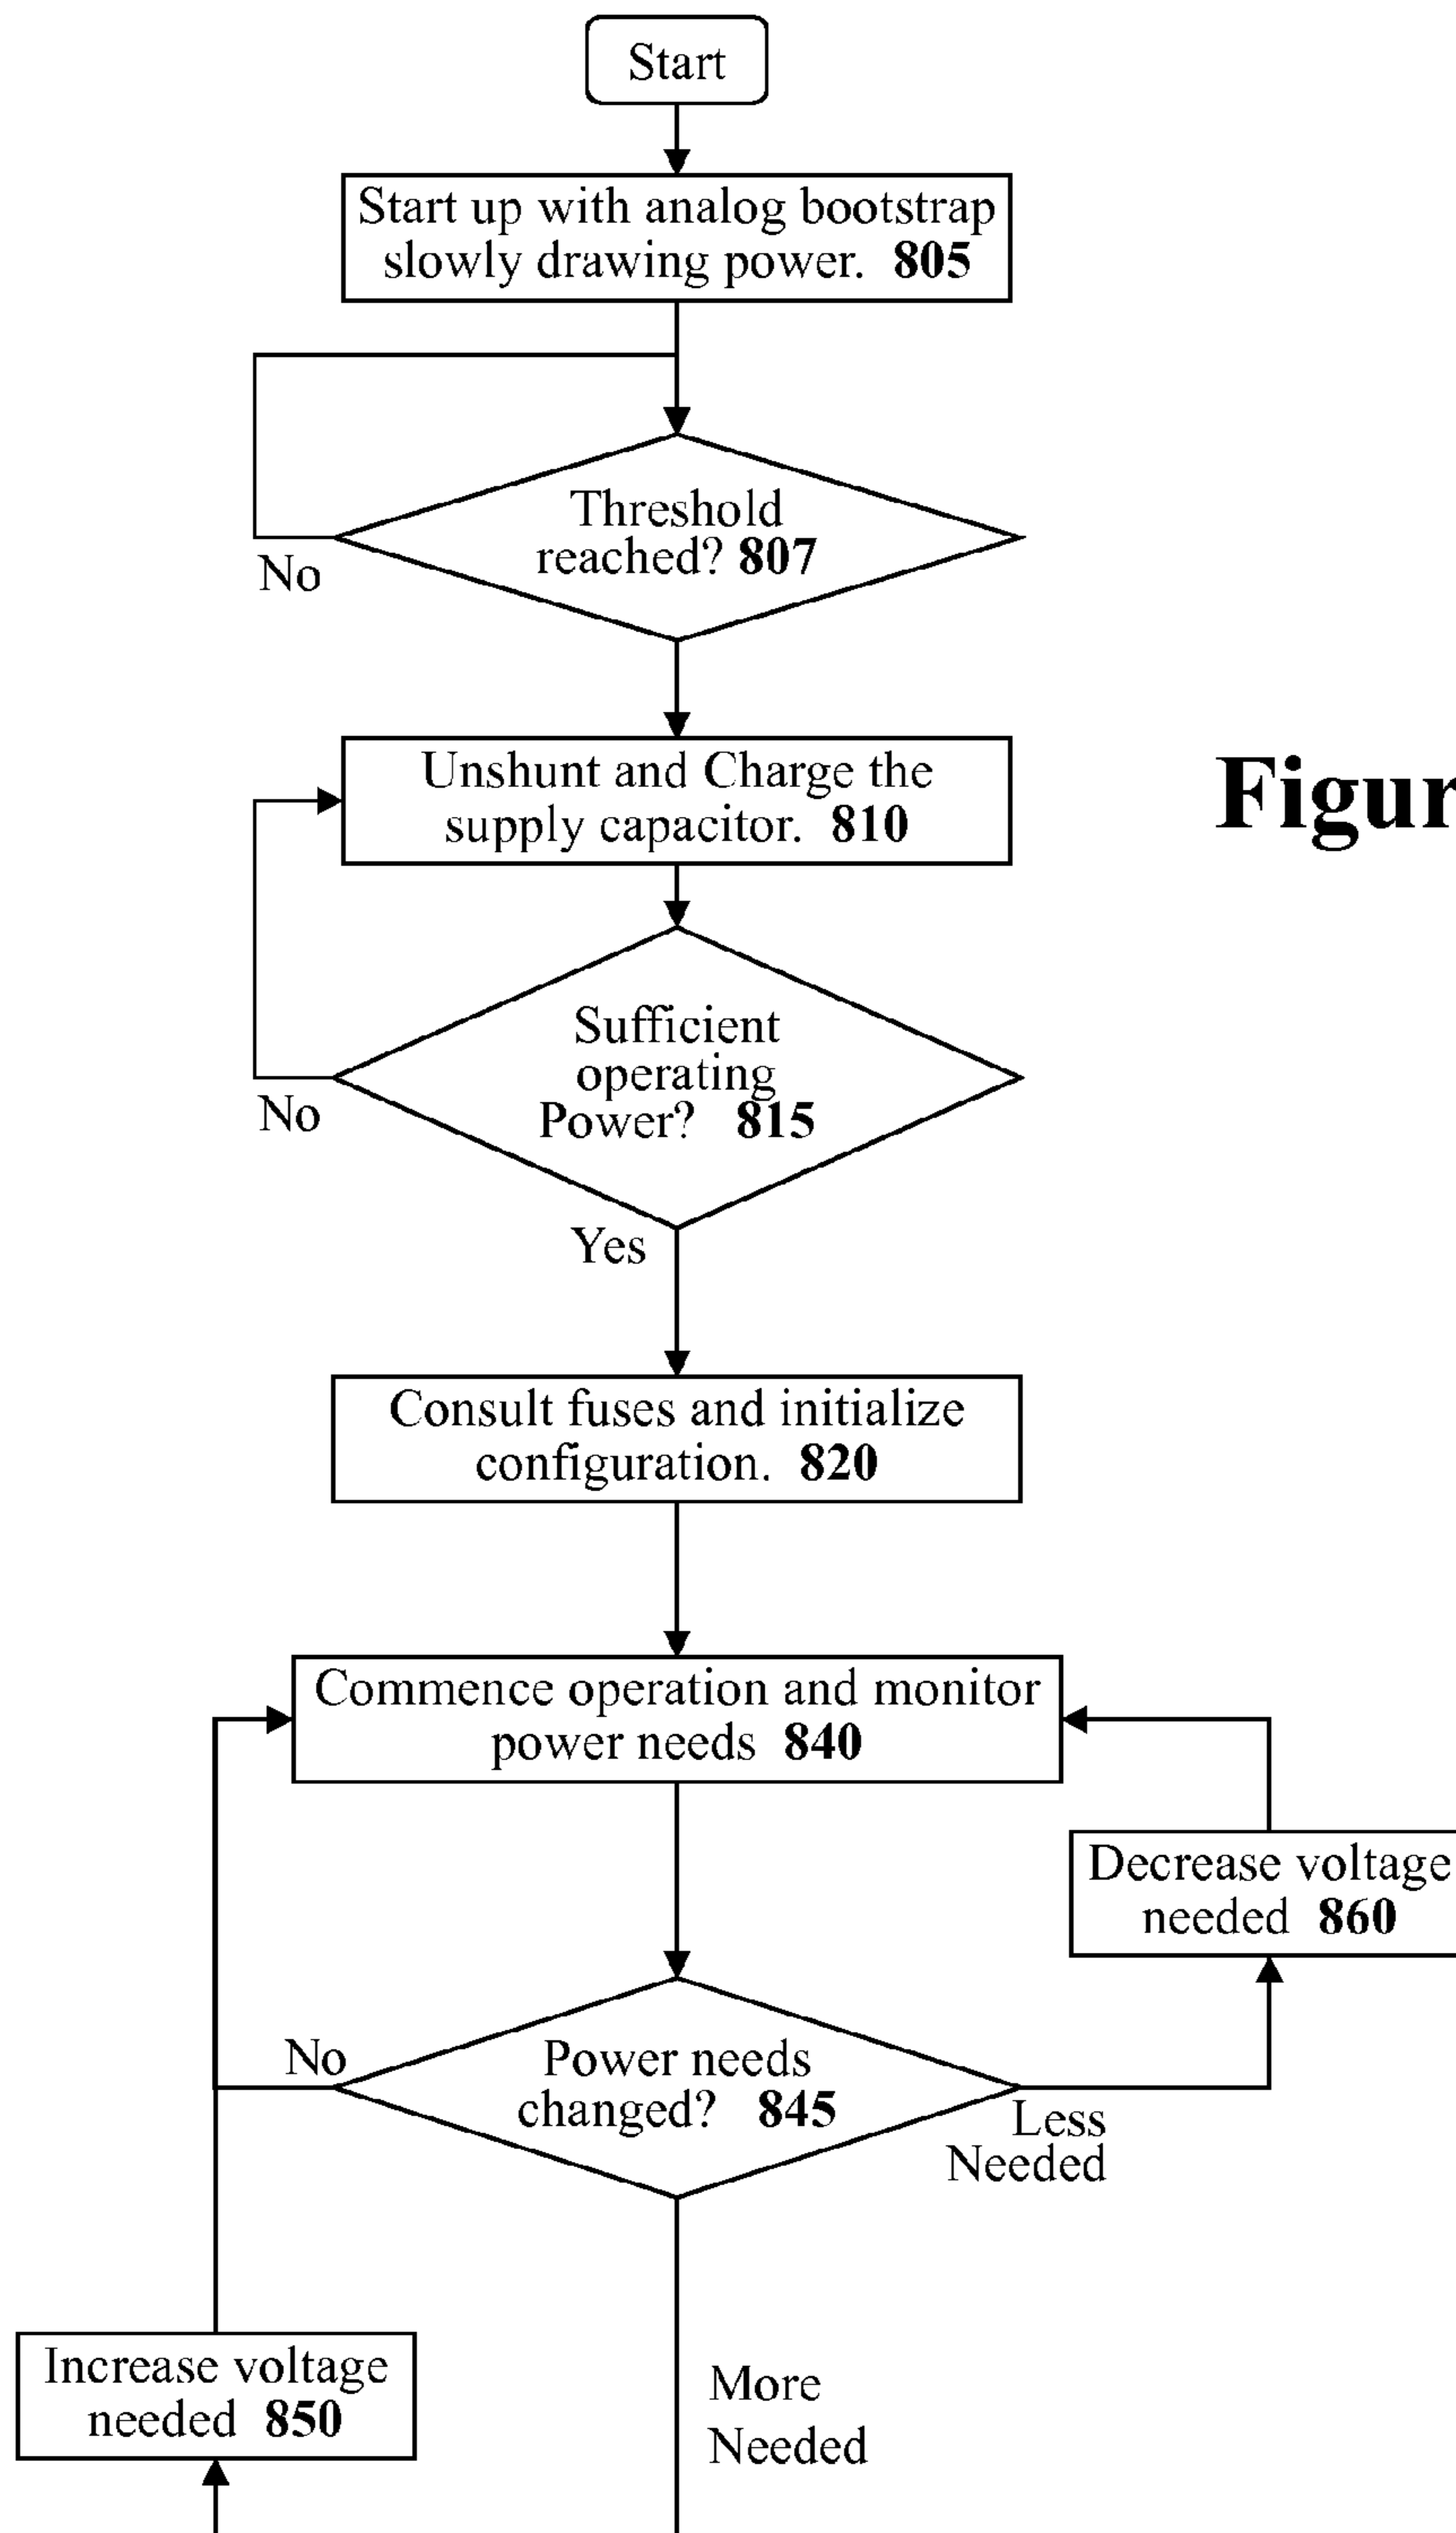 Start
Start up with analog bootstrap
slowly drawing power. 805
Threshold
reached? 807
No
Unshunt and Charge the
supply capacitor. 810
Figur
Sufficient
operating
Power? 815
No
Yes
Consult fuses and initialize
configuration. 820
Commence operation and monitor
power needs 840
Decrease voltage
needed 860
No
Power needs
changed? 845
Less
Needed
Increase voltage
needed 850
More
Needed